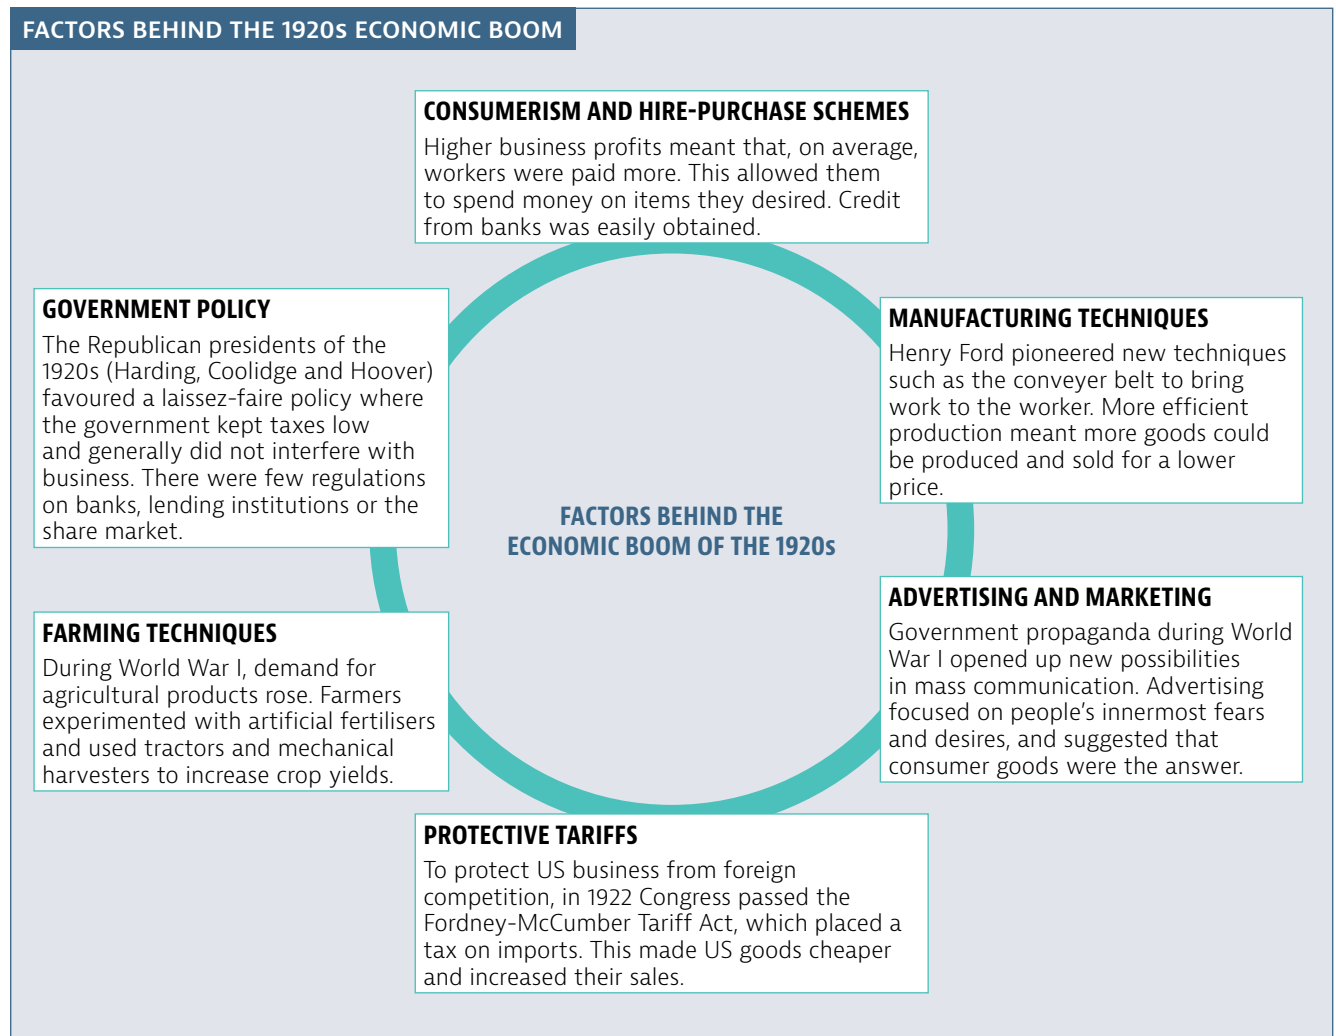 FACTORS BEHIND THE 1920s ECONOMIC BOOM
CONSUMERISM AND HIRE-PURCHASE SCHEMES
Higher business profits meant that, on average,
workers were paid more. This allowed them
to spend money on items they desired. Credit
from banks was easily obtained.
MANUFACTURING TECHNIQUES
Henry Ford pioneered new techniques
such as the conveyer belt to bring
work to the worker. More efficient
production meant more goods could
be produced and sold for a lower
price.
ADVERTISING AND MARKETING
Government propaganda during World
War I opened up new possibilities
in mass communication. Advertising
focused on people’s innermost fears
and desires, and suggested that
consumer goods were the answer.
PROTECTIVE TARIFFS
To protect US business from foreign
competition, in 1922 Congress passed the
Fordney-McCumber Tariff Act, which placed a
tax on imports. This made US goods cheaper
and increased their sales.
FARMING TECHNIQUES
During World War I, demand for
agricultural products rose. Farmers
experimented with artificial fertilisers
and used tractors and mechanical
harvesters to increase crop yields.
GOVERNMENT POLICY
The Republican presidents of the
1920s (Harding, Coolidge and Hoover)
favoured a laissez-faire policy where
the government kept taxes low
and generally did not interfere with
business. There were few regulations
on banks, lending institutions or the
share market.
FACTORS BEHIND THE
ECONOMIC BOOM OF THE 1920s